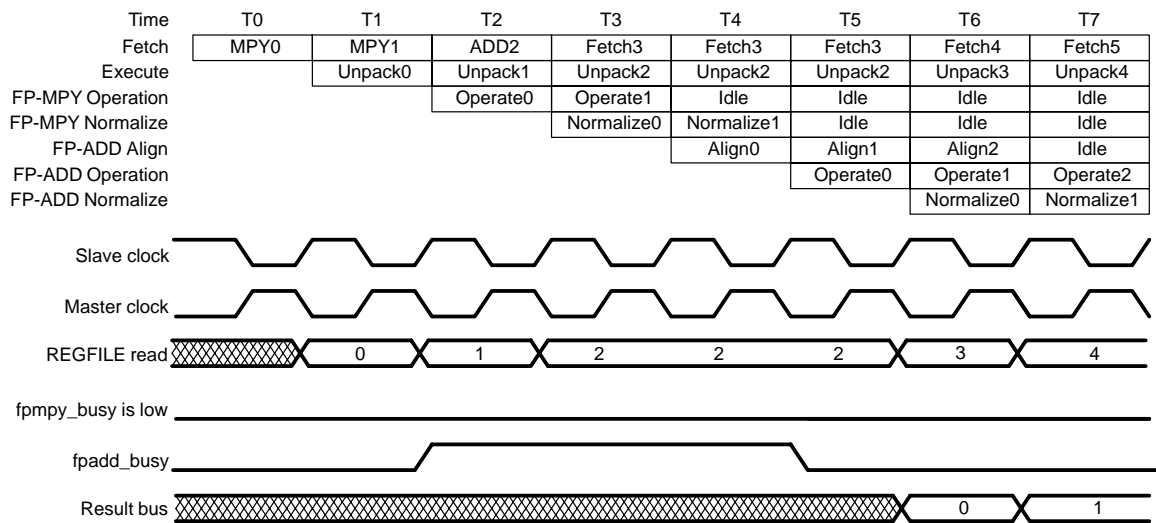 Time T0 T1 T2 T3 T4 T5 T6 T7
Fetch MPY0 MPY1 ADD2 Fetch3 Fetch3 Fetch3 Fetch4 Fetch5
Execute Unpack0 Unpack1 Unpack2 Unpack2 Unpack2 Unpack3 Unpack4
FP-MPY Operation Operate0 Operate1 Idle Idle Idle Idle
FP-MPY Normalize Normalize0 Normalize1 Idle Idle Idle
FP-ADD Align Align0 Align1 Align2 Idle
FP-ADD Operation Operate0 Operate1 Operate2
FP-ADD Normalize Normalize0 Normalize1
Slave clock
Master clock
REGFILE read 0 1 2 2 2 3 4
fpmpy_busy is low
fpadd_busy
Result bus 0 1